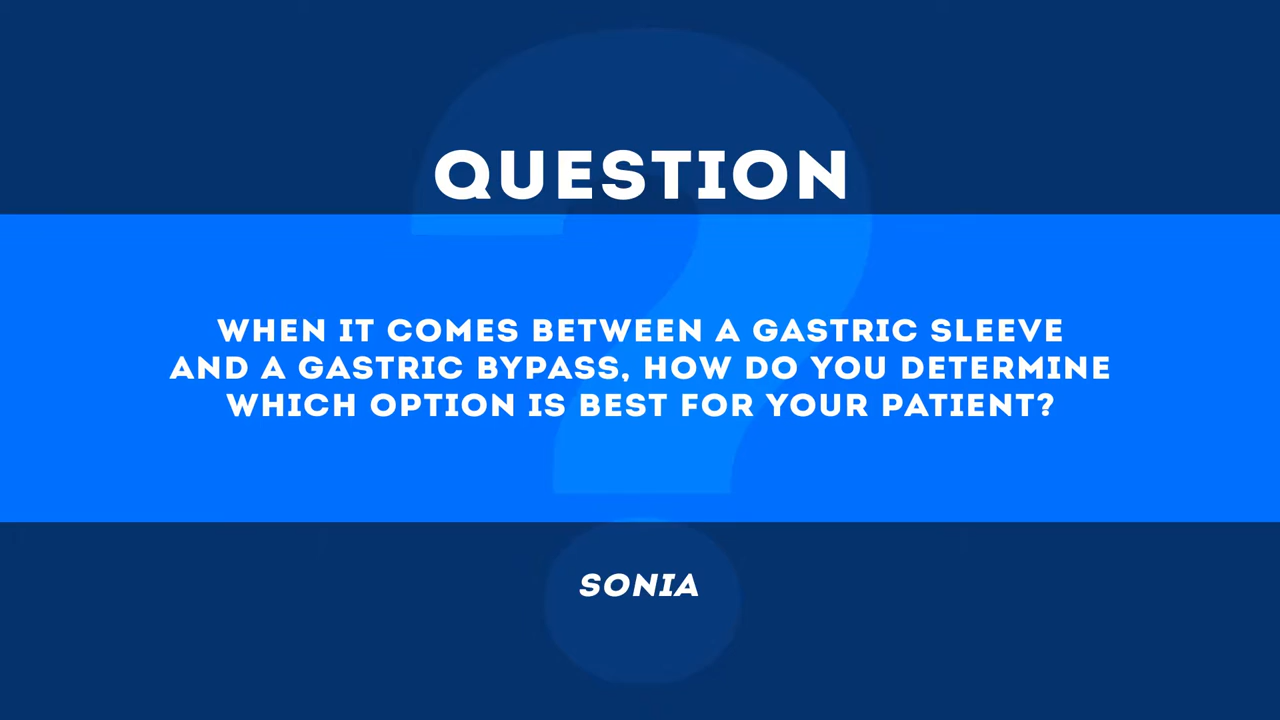 QUESTION
WHEN IT COMES BETWEEN A GASTRIC SLEEVE
AND A GASTRIC BYPASS, HOW DO YOU DETERMINE
WHICH OPTION IS BEST FOR YOUR PATIENT?
SONIA